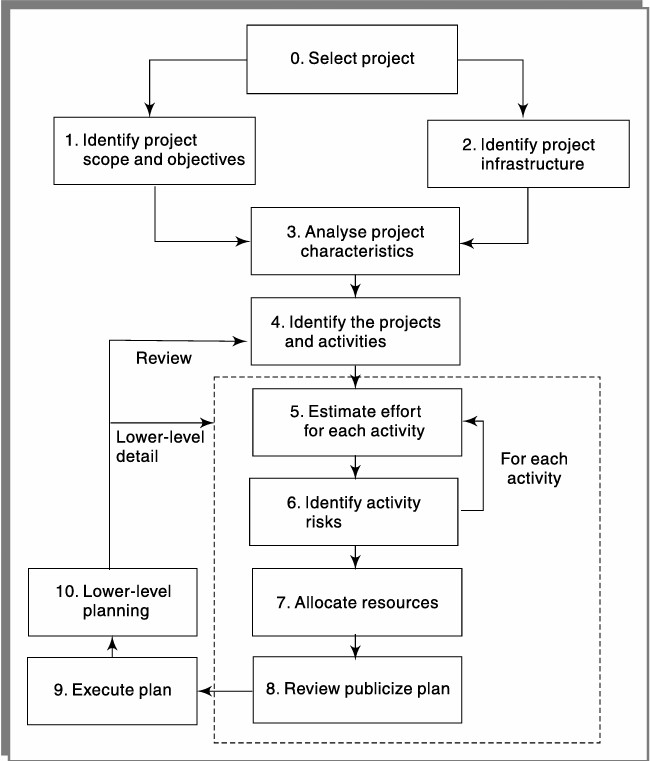 0. Select project
1. Identify project
scope and objectives
2. Identify project
infrastructure
3. Analyse project
characteristics
4. Identify the projects
and activities
Review
5. Estimate effort
for each activity
Lower-level
detail
For each
activity
6. Identify activity
risks
10. Lower-level
planning
7. Allocate resources
9. Execute plan
8. Review publicize plan